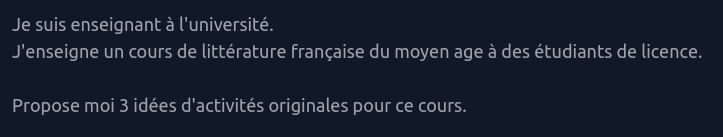 Je suis enseignant à l'université.
J'enseigne un cours de littérature française du moyen age à des étudiants de licence.
Propose moi 3 idées d'activités originales pour ce cours.